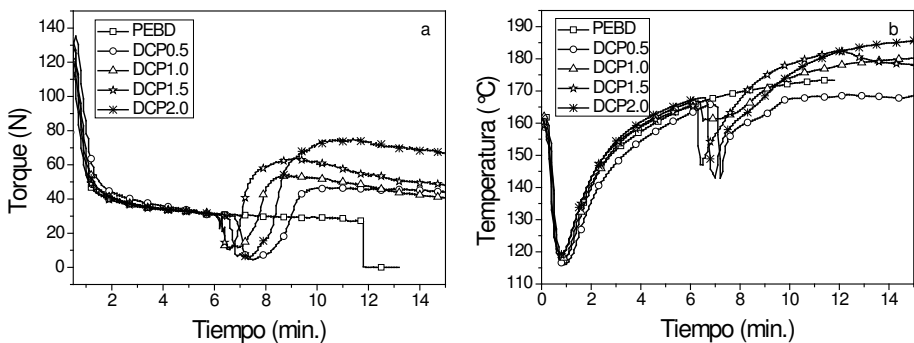 a
PEBD
DCP0.5
DCP1.0
DCP1.5
DCP2.0
140
120
100
80
60
40
20
0
Torque (N)
2 4 6 8 10 12 14
Tiempo (min.)
b
PEBD
DCP0.5
DCP1.0
DCP1.5
DCP2.0
190
180
170
160
150
140
130
120
110
Temperatura (°C)
0 2 4 6 8 10 12 14
Tiempo (min.)